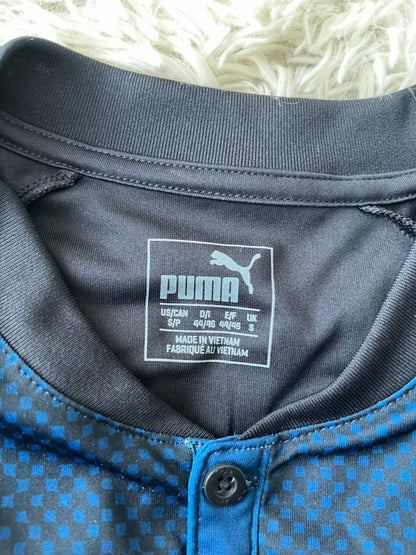 PUMA
US/CAN D/I E/F UK
S/P 44/46 44/46 S
MADE IN VIETNAM
FABRIQUÉ AU VIETNAM